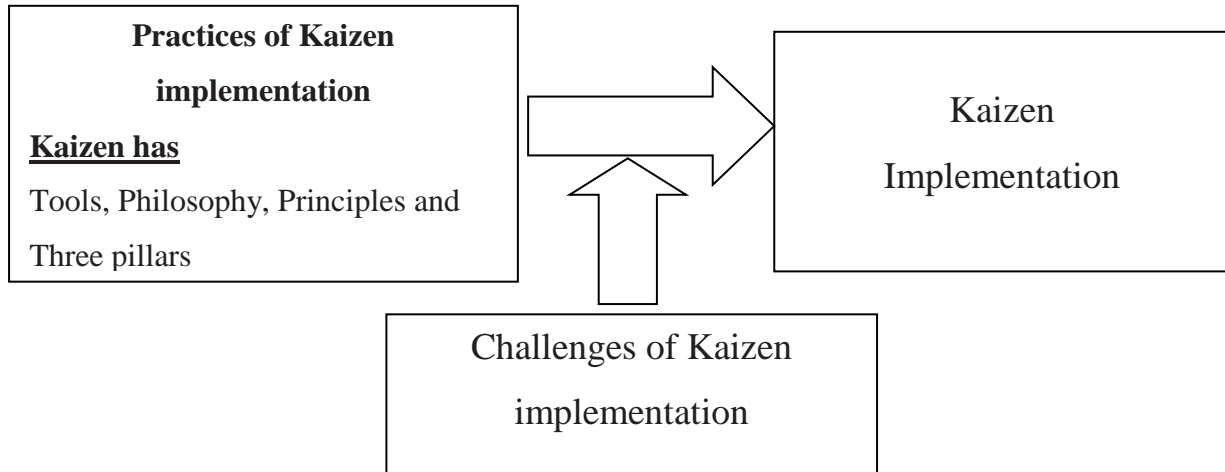 Practices of Kaizen
implementation
Kaizen has
Tools, Philosophy, Principles and
Three pillars
Kaizen
Implementation
Challenges of Kaizen
implementation